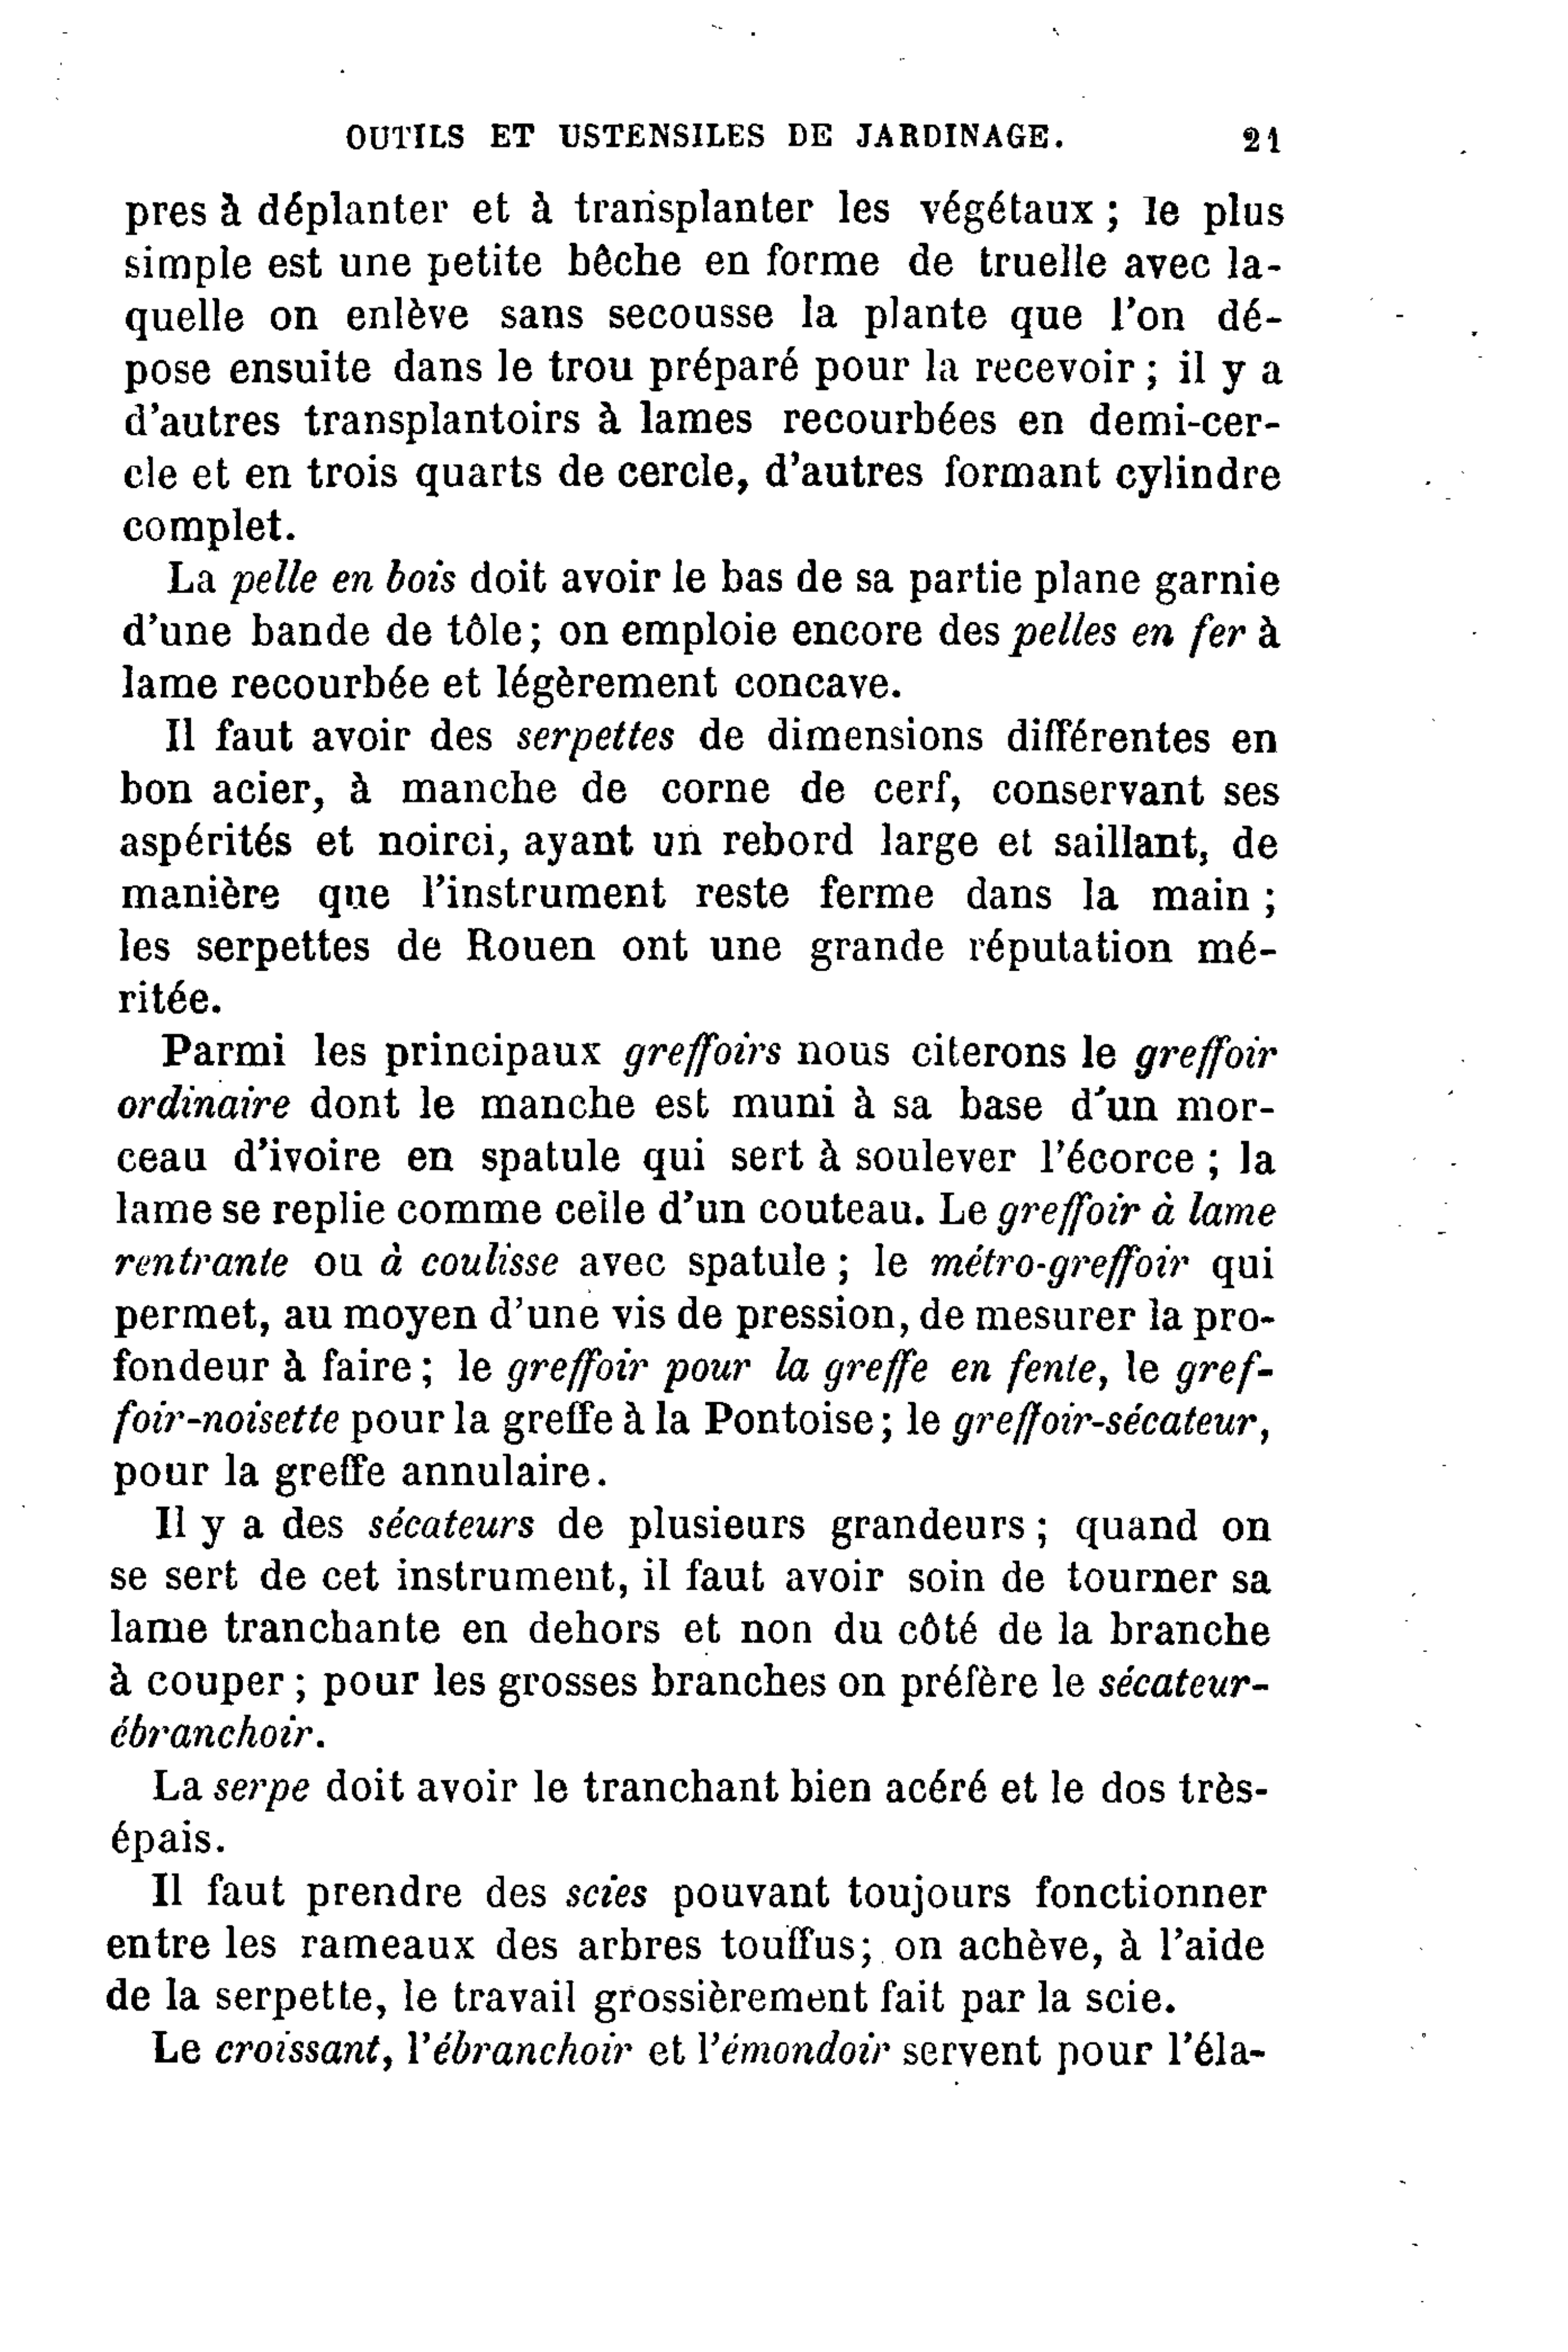 OUTILS ET USTENSILES DE JARDINAGE. 21
pres à déplanter et à transplanter les végétaux ; le plus
simple est une petite bêche en forme de truelle avec la-
quelle on enlève sans secousse la plante que l'on dé-
pose ensuite dans le trou préparé pour la recevoir ; il y a
d'autres transplantoirs à lames recourbées en demi-cer-
cle et en trois quarts de cercle, d'autres formant cylindre
complet.
La pelle en bois doit avoir le bas de sa partie plane garnie
d'une bande de tôle ; on emploie encore des pelles en fer à
lame recourbée et légèrement concave.
Il faut avoir des serpettes de dimensions différentes en
bon acier, à manche de corne de cerf, conservant ses
aspérités et noirci, ayant un rebord large et saillant, de
manière que l'instrument reste ferme dans la main ;
les serpettes de Rouen ont une grande réputation mé-
ritée.
Parmi les principaux greffoirs nous citerons le greffoir
ordinaire dont le manche est muni à sa base d'un mor-
ceau d'ivoire en spatule qui sert à soulever l'écorce ; la
lame se replie comme celle d'un couteau. Le greffoir à lame
rentrante ou à coulisse avec spatule ; le métro-greffoir qui
permet, au moyen d'une vis de pression, de mesurer la pro-
fondeur à faire ; le greffoir pour la greffe en fente, le gref-
foir-noisette pour la greffe à la Pontoise ; le greffoir-sécateur,
pour la greffe annulaire.
Il y a des sécateurs de plusieurs grandeurs ; quand on
se sert de cet instrument, il faut avoir soin de tourner sa
lame tranchante en dehors et non du côté de la branche
à couper ; pour les grosses branches on préfère le sécateur-
ébranchoir.
La serpe doit avoir le tranchant bien acéré et le dos très-
épais.
Il faut prendre des scies pouvant toujours fonctionner
entre les rameaux des arbres touffus ; on achève, à l'aide
de la serpette, le travail grossièrement fait par la scie.
Le croissant, l'ébranchoir et l'émondoir servent pour l'éla-